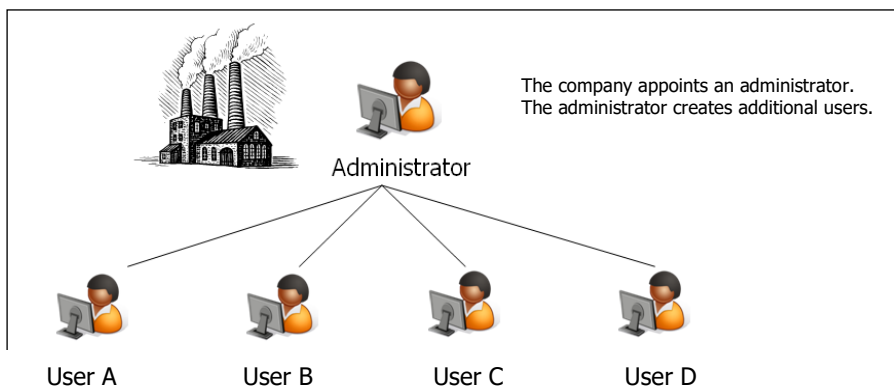 The company appoints an administrator.
The administrator creates additional users.
Administrator
User A
User B
User C
User D